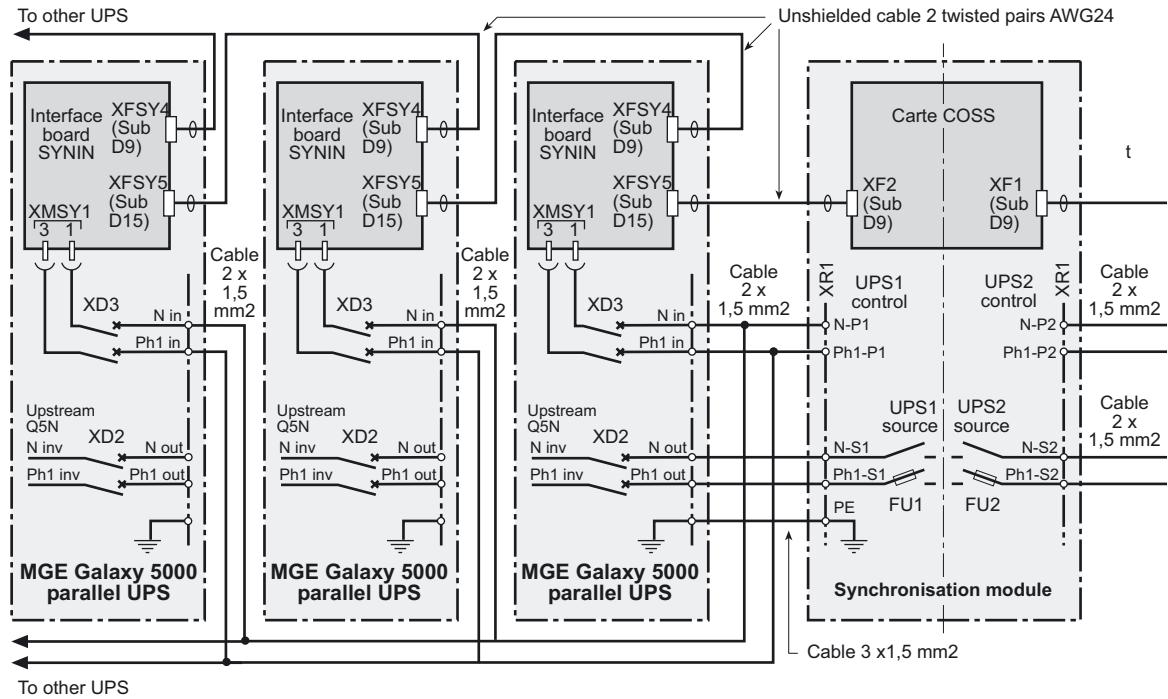 To other UPS
Unshielded cable 2 twisted pairs AWG24
Interface
board
SYNIN
XFSY4
(Sub
D9)
XFSY5
(Sub
D15)
XMSY1
3 1
Cable
2 x
1,5
mm2
XD3
N in
Ph1 in
Upstream
Q5N
N inv
XD2
N out
Ph1 inv
Ph1 out
MGE Galaxy 5000
parallel UPS
Interface
board
SYNIN
XFSY4
(Sub
D9)
XFSY5
(Sub
D15)
XMSY1
3 1
Cable
2 x
1,5
mm2
XD3
N in
Ph1 in
Upstream
Q5N
N inv
XD2
N out
Ph1 inv
Ph1 out
MGE Galaxy 5000
parallel UPS
Interface
board
SYNIN
XFSY4
(Sub
D9)
XFSY5
(Sub
D15)
XMSY1
3 1
Cable
2 x
1,5 mm2
XD3
N in
Ph1 in
Upstream
Q5N
N inv
XD2
N out
Ph1 inv
Ph1 out
MGE Galaxy 5000
parallel UPS
Carte COSS
XF2
(Sub
D9)
XF1
(Sub
D9)
t
XR1
UPS1
control
UPS2
control
XR1
Cable
2 x
1,5 mm2
N-P1
N-P2
Ph1-P1
Ph1-P2
UPS1
source
UPS2
source
Cable
2 x
1,5 mm2
N-S1
N-S2
Ph1-S1
Ph1-S2
FU1
FU2
PE
Synchronisation module
Cable 3 x1,5 mm2
To other UPS